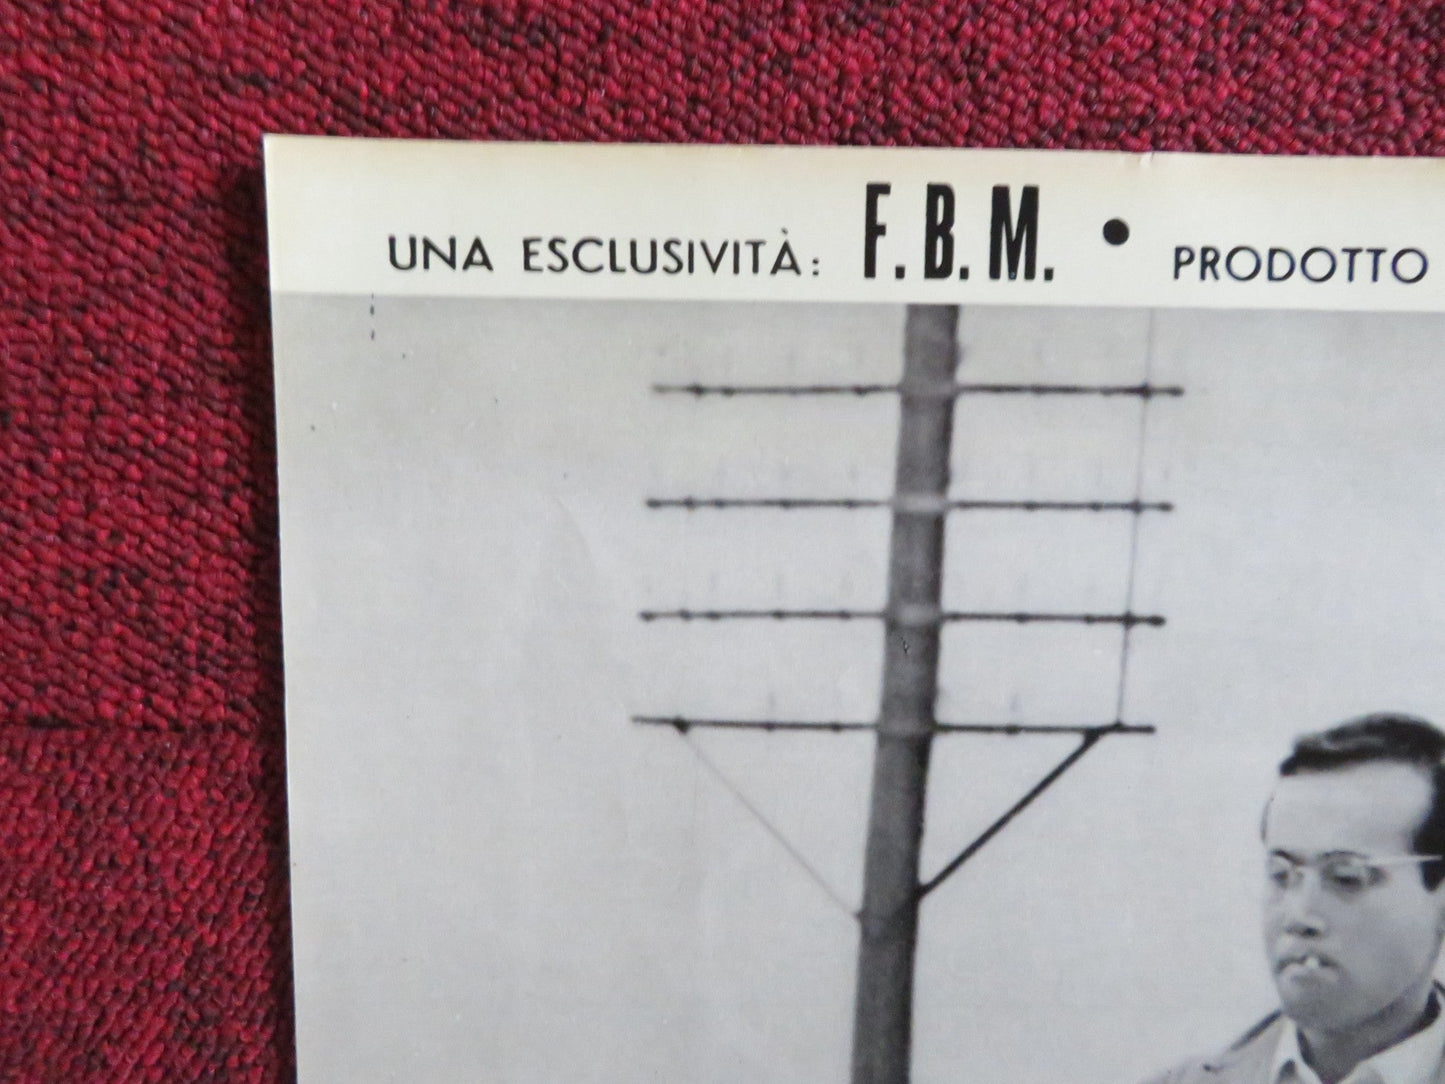 UNA ESCLUSIVITÀ: F.B.M. • PRODOTTO